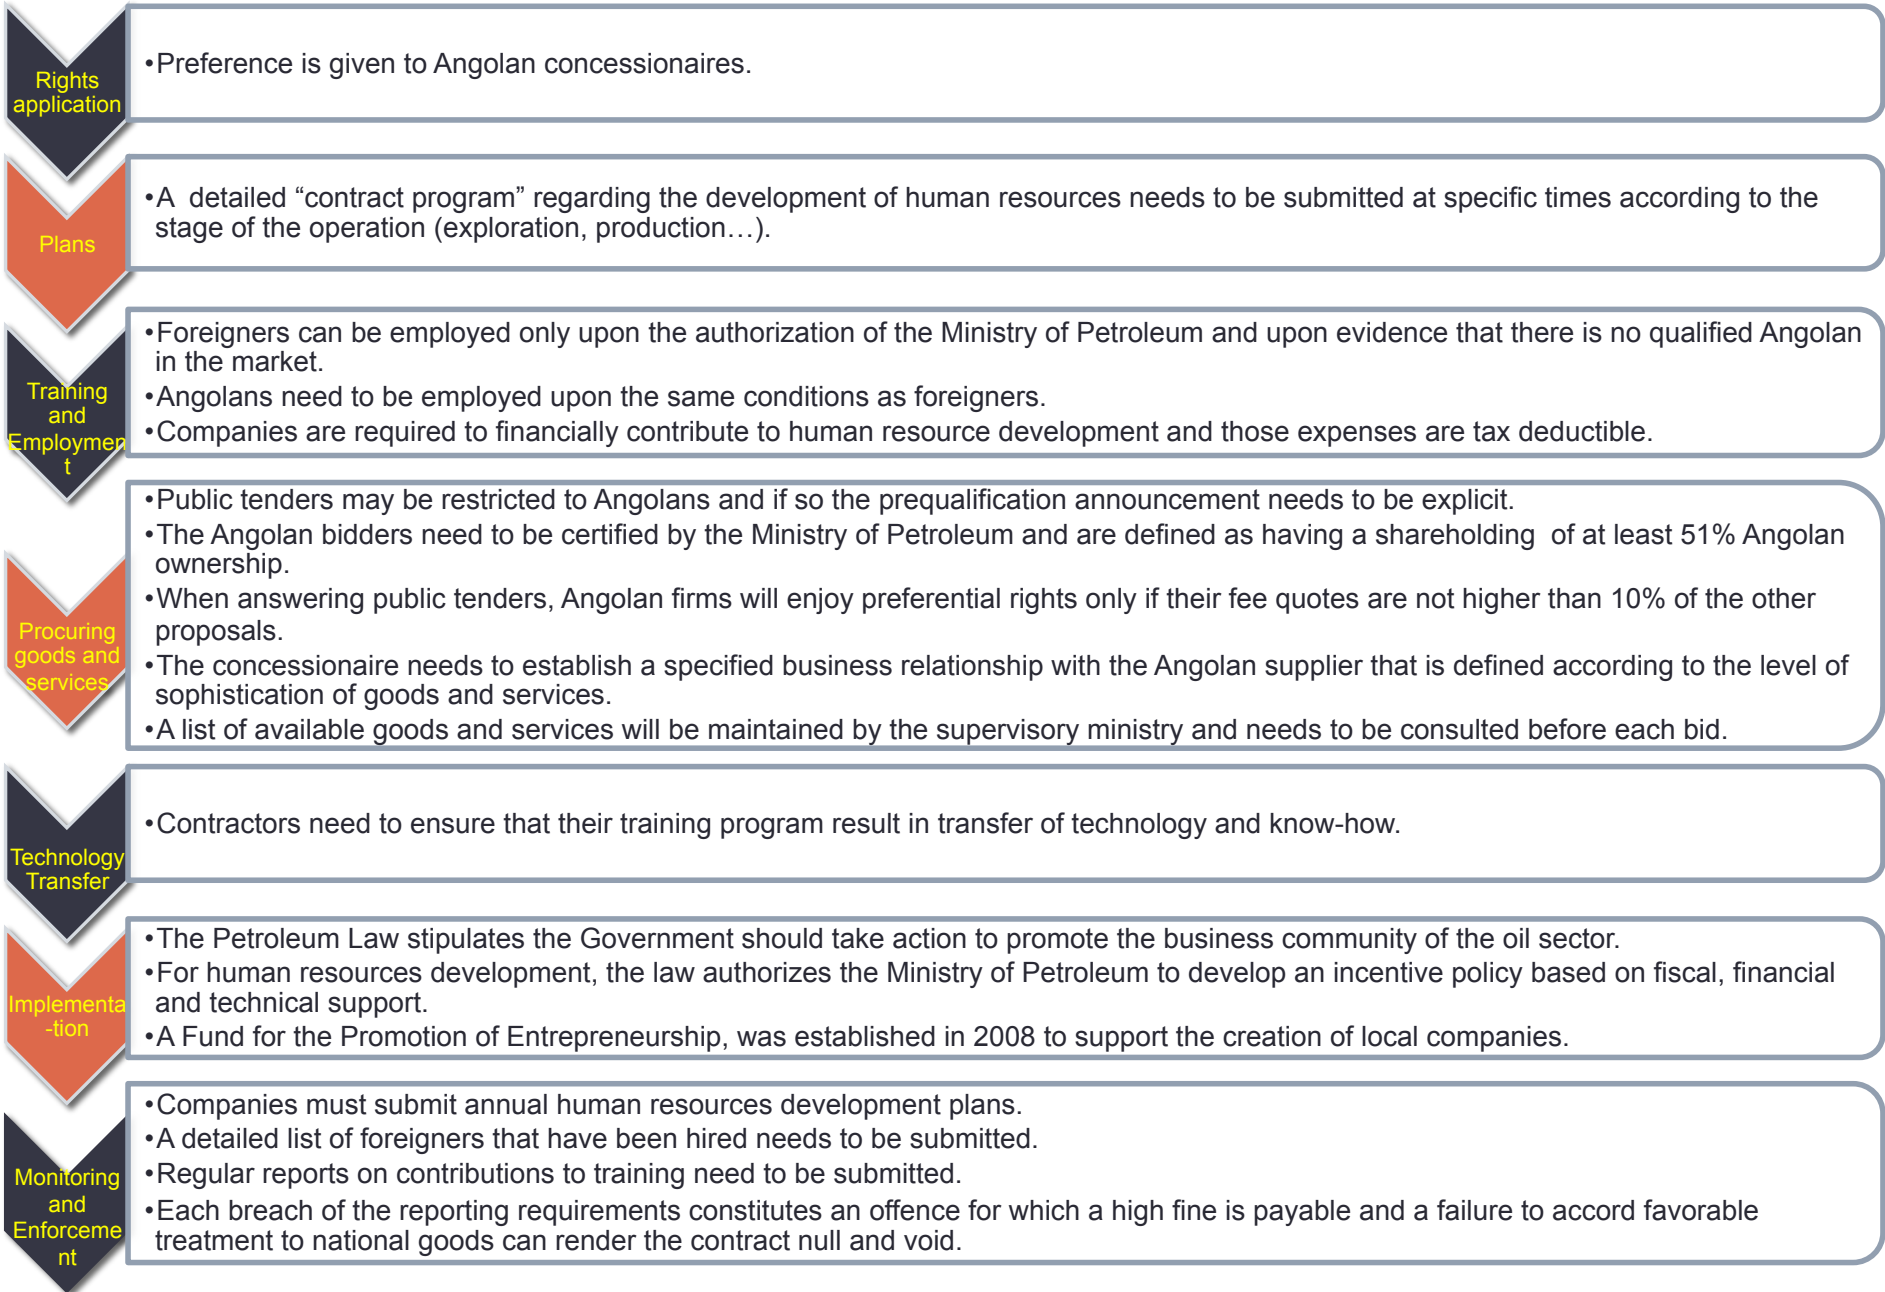 Rights
application
•Preference is given to Angolan concessionaires.
Plans
•A  detailed “contract program” regarding the development of human resources needs to be submitted at specific times according to the
stage of the operation (exploration, production…).
Training
and
Employmen
t
•Foreigners can be employed only upon the authorization of the Ministry of Petroleum and upon evidence that there is no qualified Angolan
in the market.
•Angolans need to be employed upon the same conditions as foreigners.
•Companies are required to financially contribute to human resource development and those expenses are tax deductible.
Procuring
goods and
services
•Public tenders may be restricted to Angolans and if so the prequalification announcement needs to be explicit.
•The Angolan bidders need to be certified by the Ministry of Petroleum and are defined as having a shareholding  of at least 51% Angolan
ownership.
•When answering public tenders, Angolan firms will enjoy preferential rights only if their fee quotes are not higher than 10% of the other
proposals.
•The concessionaire needs to establish a specified business relationship with the Angolan supplier that is defined according to the level of
sophistication of goods and services.
•A list of available goods and services will be maintained by the supervisory ministry and needs to be consulted before each bid.
Technology
Transfer
•Contractors need to ensure that their training program result in transfer of technology and know-how.
Implementa
-tion
•The Petroleum Law stipulates the Government should take action to promote the business community of the oil sector.
•For human resources development, the law authorizes the Ministry of Petroleum to develop an incentive policy based on fiscal, financial
and technical support.
•A Fund for the Promotion of Entrepreneurship, was established in 2008 to support the creation of local companies.
Monitoring
and
Enforceme
nt
•Companies must submit annual human resources development plans.
•A detailed list of foreigners that have been hired needs to be submitted.
•Regular reports on contributions to training need to be submitted.
•Each breach of the reporting requirements constitutes an offence for which a high fine is payable and a failure to accord favorable
treatment to national goods can render the contract null and void.